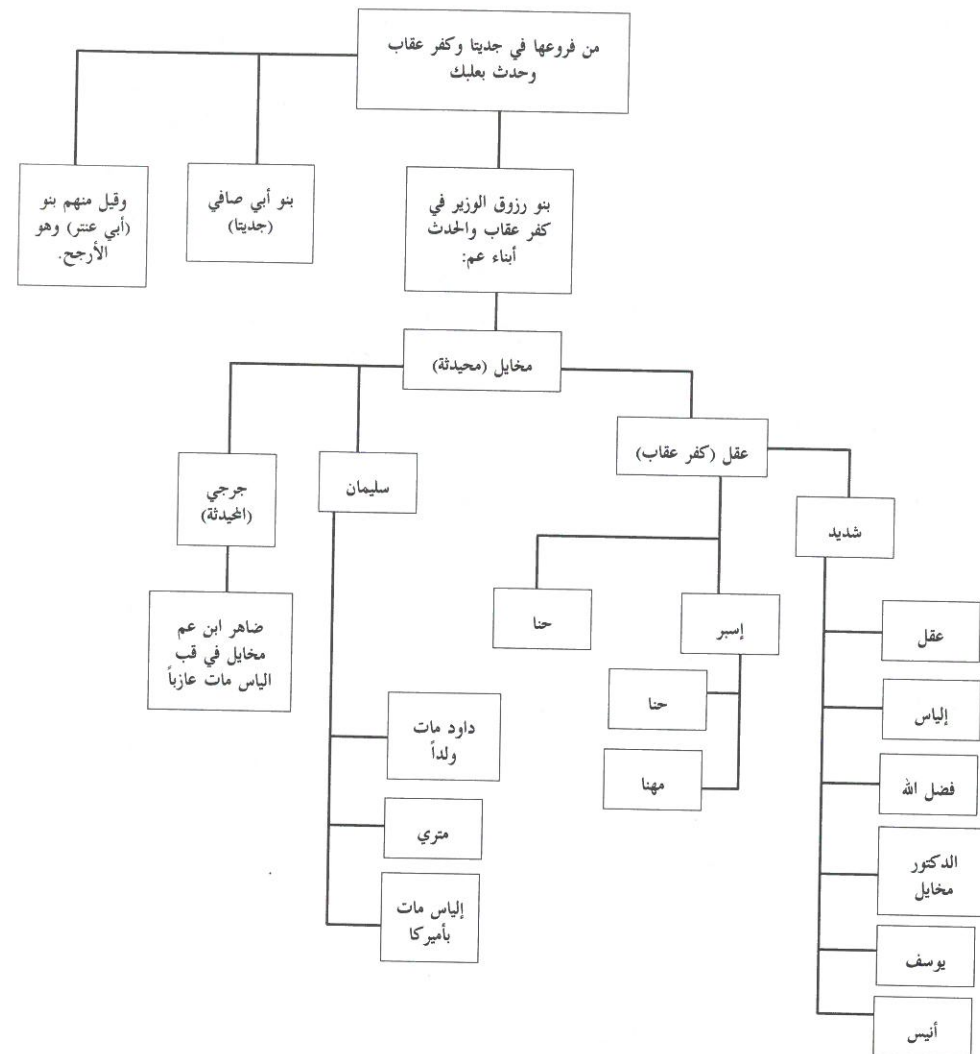 من فروعها في جديتا وكفر عقاب
وحدث بعلبك
بنو رزوق الوزير في
كفر عقاب والحدث
أبناء عم:
بنو أبي صافي
(جديتا)
وقيل منهم بنو
(أبي عنتر) وهو
الأرجح.
مخايل (محيدثة)
عقل (كفر عقاب)
سليمان
جرجي
(المحيدثة)
شديد
إسبر
حنا
ضاهر ابن عم
مخايل في قب
الياس مات عازباً
عقل
إلياس
فضل الله
الدكتور
مخايل
يوسف
أنيس
حنا
مهنا
داود مات
ولداً
متري
إلياس مات
بأميركا